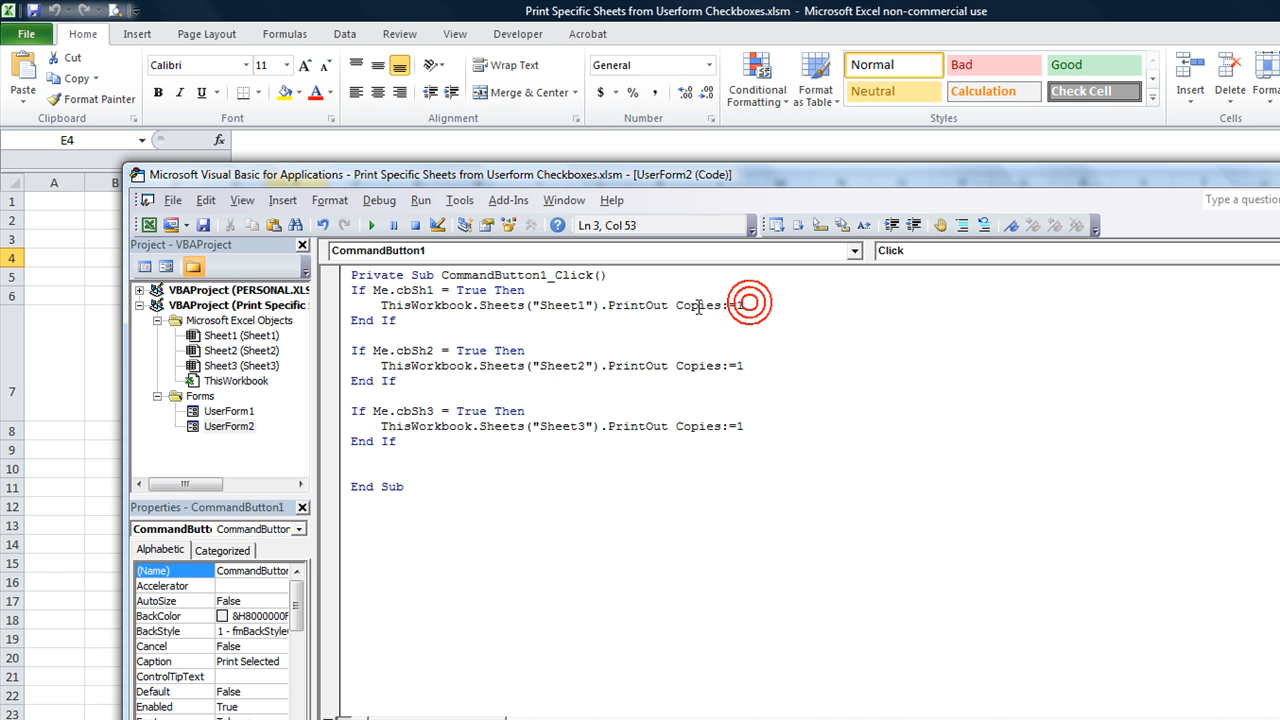 Print Specific Sheets from Userform Checkboxes.xlsm - Microsoft Excel non-commercial use
File Home Insert Page Layout Formulas Data Review View Developer Acrobat
Paste
Cut
Copy
Format Painter
Clipboard
Calibri 11
B I U
Font
Wrap Text
Merge & Center
Alignment
General
$ % ,
Number
Conditional Formatting
Format as Table
Normal Bad Good
Neutral Calculation Check Cell
Styles
Insert Delete
Cells
E4 fx
A B
1
2
3
4
5
6
7
8
9
10
11
12
13
14
15
16
17
18
19
20
21
22
23
Microsoft Visual Basic for Applications - Print Specific Sheets from Userform Checkboxes.xlsm - [UserForm2 (Code)]
File Edit View Insert Format Debug Run Tools Add-Ins Window Help
Type a question
Ln 3, Col 53
Project - VBAProject
VBAProject (PERSONAL.XLS
VBAProject (Print Specific
Microsoft Excel Objects
Sheet1 (Sheet1)
Sheet2 (Sheet2)
Sheet3 (Sheet3)
ThisWorkbook
Forms
UserForm1
UserForm2
Properties - CommandButton1
CommandButton
Alphabetic Categorized
(Name) CommandButton
Accelerator
AutoSize False
BackColor &H8000000F
BackStyle 1 - fmBackStyle
Cancel False
Caption Print Selected
ControlTipText
Default False
Enabled True
CommandButton1 Click
Private Sub CommandButton1_Click()
If Me.cbSh1 = True Then
ThisWorkbook.Sheets("Sheet1").PrintOut Copies:=1
End If
If Me.cbSh2 = True Then
ThisWorkbook.Sheets("Sheet2").PrintOut Copies:=1
End If
If Me.cbSh3 = True Then
ThisWorkbook.Sheets("Sheet3").PrintOut Copies:=1
End If
End Sub